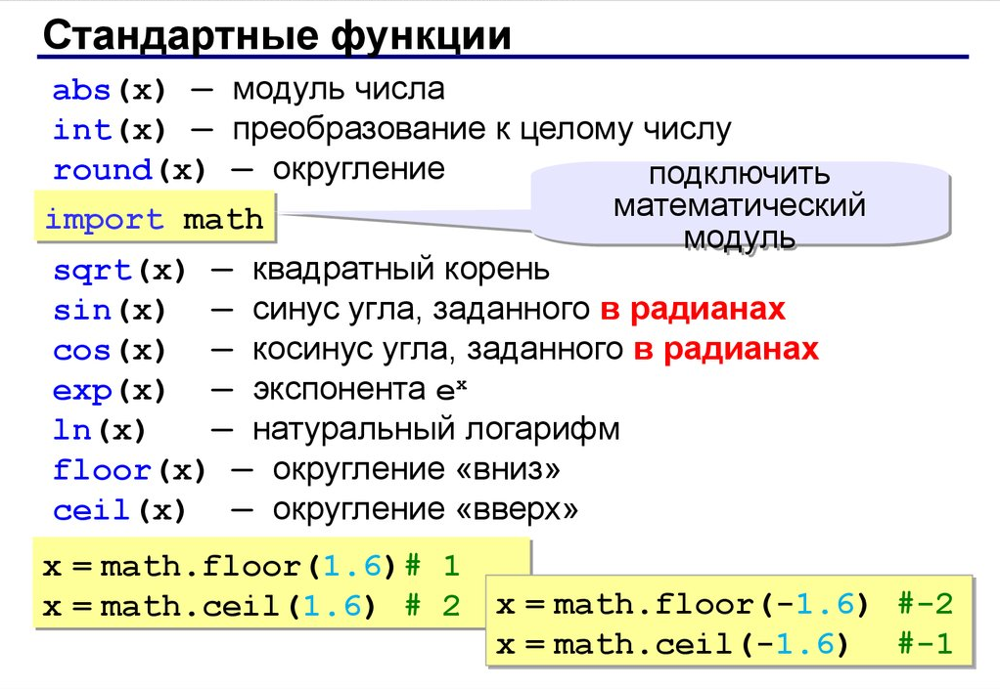 Стандартные функции
abs(x) – модуль числа
int(x) – преобразование к целому числу
round(x) – округление
import math
подключить
математический
модуль
sqrt(x) – квадратный корень
sin(x) – синус угла, заданного в радианах
cos(x) – косинус угла, заданного в радианах
exp(x) – экспонента eˣ
ln(x) – натуральный логарифм
floor(x) – округление «вниз»
ceil(x) – округление «вверх»
x = math.floor(1.6)# 1
x = math.ceil(1.6) # 2
x = math.floor(-1.6) #-2
x = math.ceil(-1.6) #-1